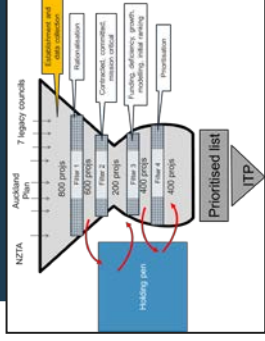 NZTA
Auckland
Plan
7 legacy councils
Establishment and
data collection
800 projs
Filter 1
Rationalisation
600 projs
Filter 2
Contracted, committed,
mission critical
200 projs
Filter 3
Funding, deficiency, growth,
modelling, initial ranking
400 projs
Filter 4
Prioritisation
400 projs
Holding pen
Prioritised list
ITP